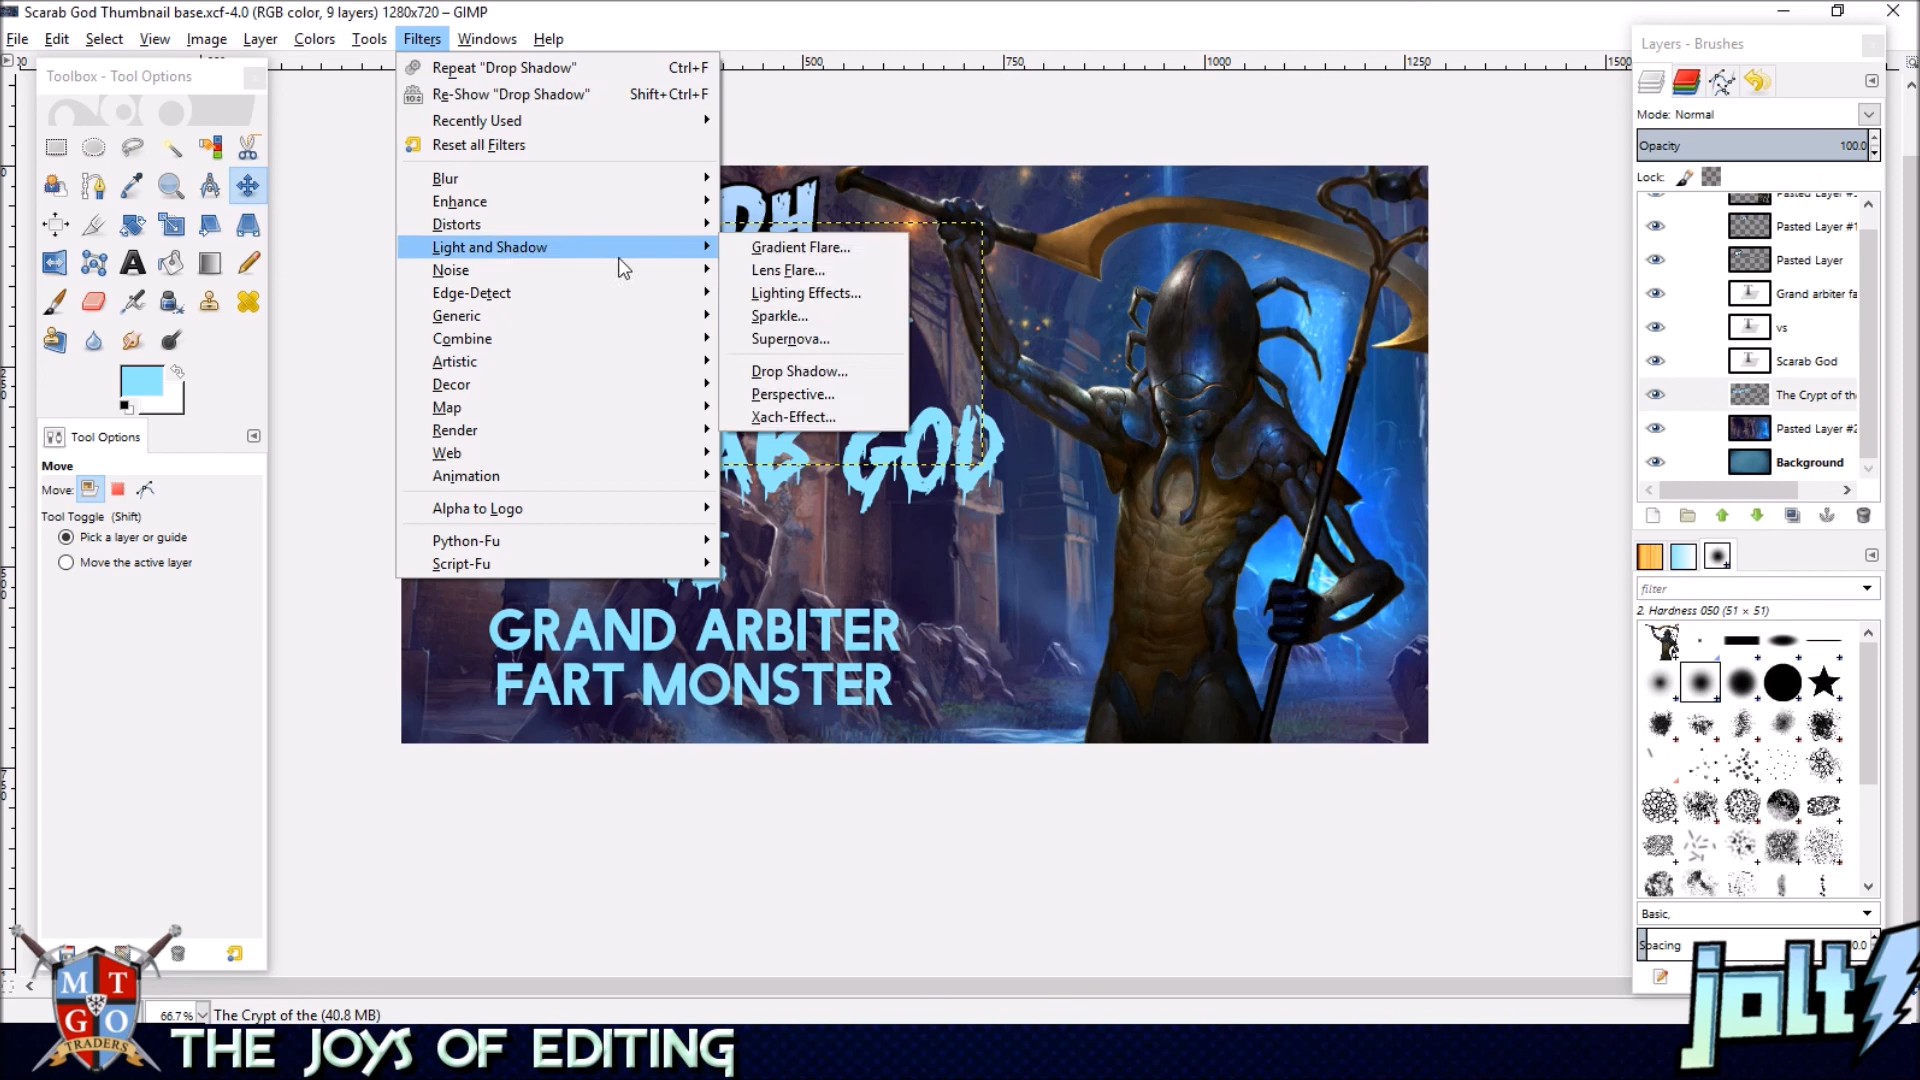 Scarab God Thumbnail base.xcf-4.0 (RGB color, 9 layers) 1280x720 – GIMP
File Edit Select View Image Layer Colors Tools Filters Windows Help
Toolbox - Tool Options
Repeat "Drop Shadow" Ctrl+F
Re-Show "Drop Shadow" Shift+Ctrl+F
Recently Used
Reset all Filters
Blur
Enhance
Distorts
Light and Shadow
Noise
Edge-Detect
Generic
Combine
Artistic
Decor
Map
Render
Web
Animation
Alpha to Logo
Python-Fu
Script-Fu
Gradient Flare...
Lens Flare...
Lighting Effects...
Sparkle...
Supernova...
Drop Shadow...
Perspective...
Xach-Effect...
500 750 1000 1250 1500
AB GOD
GRAND ARBITER
FART MONSTER
Tool Options
Move
Move:
Tool Toggle (Shift)
Pick a layer or guide
Move the active layer
Layers - Brushes
Mode: Normal
Opacity 100.0
Lock:
Pasted Layer #1
Pasted Layer
Grand arbiter fa
vs
Scarab God
The Crypt of th
Pasted Layer #2
Background
filter
2. Hardness 050 (51 × 51)
Basic,
Spacing
66.7 % The Crypt of the (40.8 MB)
MTGO
TRADERS
THE JOYS OF EDITING
jolt